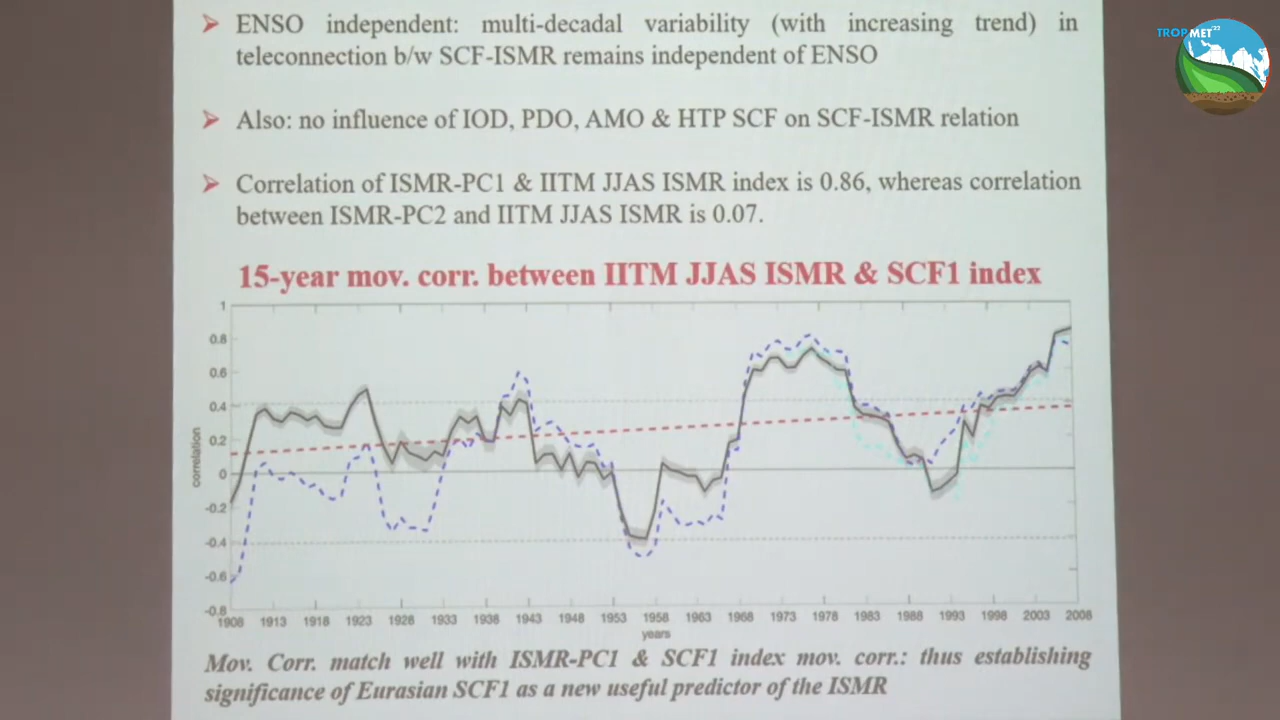 ENSO independent: multi-decadal variability (with increasing trend) in
teleconnection b/w SCF-ISMR remains independent of ENSO
TROPMET'22
Also: no influence of IOD, PDO, AMO & HTP SCF on SCF-ISMR relation
Correlation of ISMR-PC1 & IITM JJAS ISMR index is 0.86, whereas correlation
between ISMR-PC2 and IITM JJAS ISMR is 0.07.
15-year mov. corr. between IITM JJAS ISMR & SCF1 index
1
0.8
0.6
0.4
0.2
0
-0.2
-0.4
-0.6
-0.8
correlation
1908 1913 1918 1923 1928 1933 1938 1943 1948 1953 1958 1963 1968 1973 1978 1983 1988 1993 1998 2003 2008
years
Mov. Corr. match well with ISMR-PC1 & SCF1 index mov. corr.: thus establishing
significance of Eurasian SCF1 as a new useful predictor of the ISMR